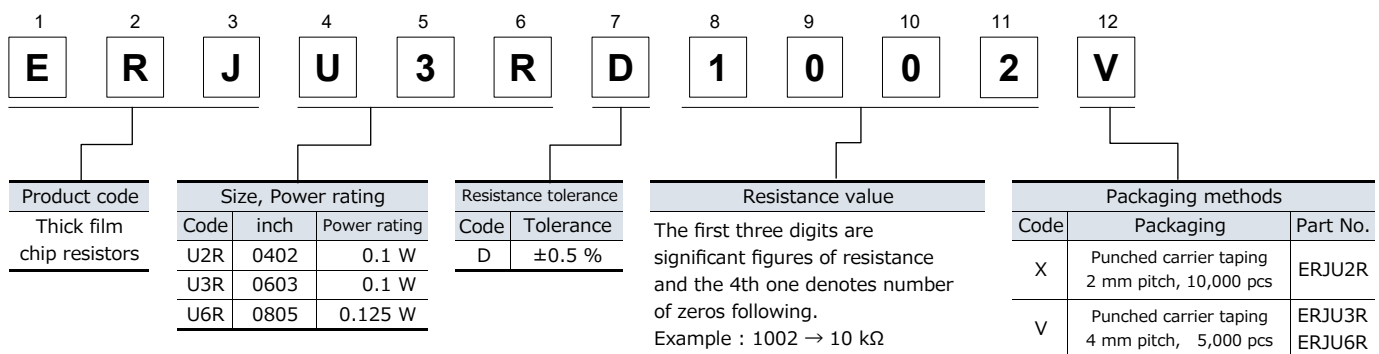 1 2 3 4 5 6 7 8 9 10 11 12
E R J U 3 R D 1 0 0 2 V
Product code
Thick film
chip resistors
Size, Power rating
Code inch Power rating
U2R 0402 0.1 W
U3R 0603 0.1 W
U6R 0805 0.125 W
Resistance tolerance
Code Tolerance
D ±0.5 %
Resistance value
The first three digits are
significant figures of resistance
and the 4th one denotes number
of zeros following.
Example : 1002 → 10 kΩ
Packaging methods
Code Packaging Part No.
X Punched carrier taping
2 mm pitch, 10,000 pcs ERJU2R
V Punched carrier taping ERJU3R
4 mm pitch, 5,000 pcs ERJU6R